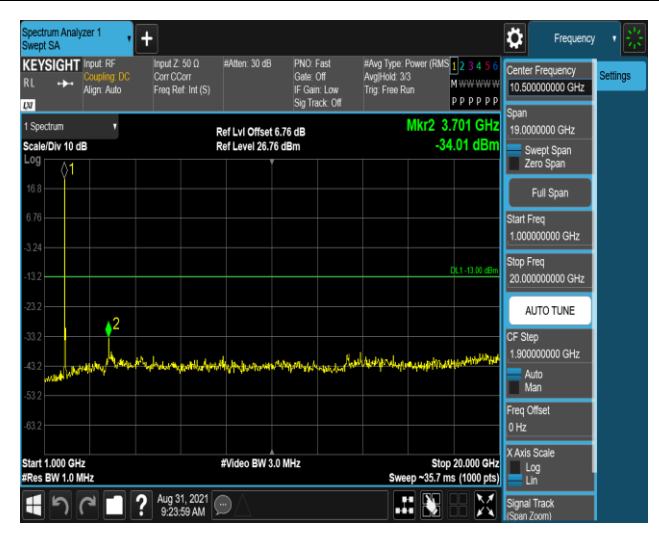 Spectrum Analyzer 1
Swept SA
Frequency
KEYSIGHT
R L
LXI
Input: RF
Coupling: DC
Align: Auto
Input Z: 50 Ω
Corr CCorr
Freq Ref: Int (S)
#Atten: 30 dB
PNO: Fast
Gate: Off
IF Gain: Low
Sig Track: Off
#Avg Type: Power (RMS
Avg|Hold: 3/3
Trig: Free Run
1 2 3 4 5 6
M W W W W W
P P P P P P
1 Spectrum
Scale/Div 10 dB
Log
Ref Lvl Offset 6.76 dB
Ref Level 26.76 dBm
Mkr2 3.701 GHz
-34.01 dBm
1
16.8
6.76
-3.24
-13.2
DL1 -13.00 dBm
-23.2
2
-33.2
-43.2
-53.2
-63.2
Start 1.000 GHz
#Res BW 1.0 MHz
#Video BW 3.0 MHz
Stop 20.000 GHz
Sweep ~35.7 ms (1000 pts)
?
Aug 31, 2021
9:23:59 AM
Center Frequency
10.500000000 GHz
Settings
Span
19.0000000 GHz
Swept Span
Zero Span
Full Span
Start Freq
1.000000000 GHz
Stop Freq
20.000000000 GHz
AUTO TUNE
CF Step
1.900000000 GHz
Auto
Man
Freq Offset
0 Hz
X Axis Scale
Log
Lin
Signal Track
(Span Zoom)